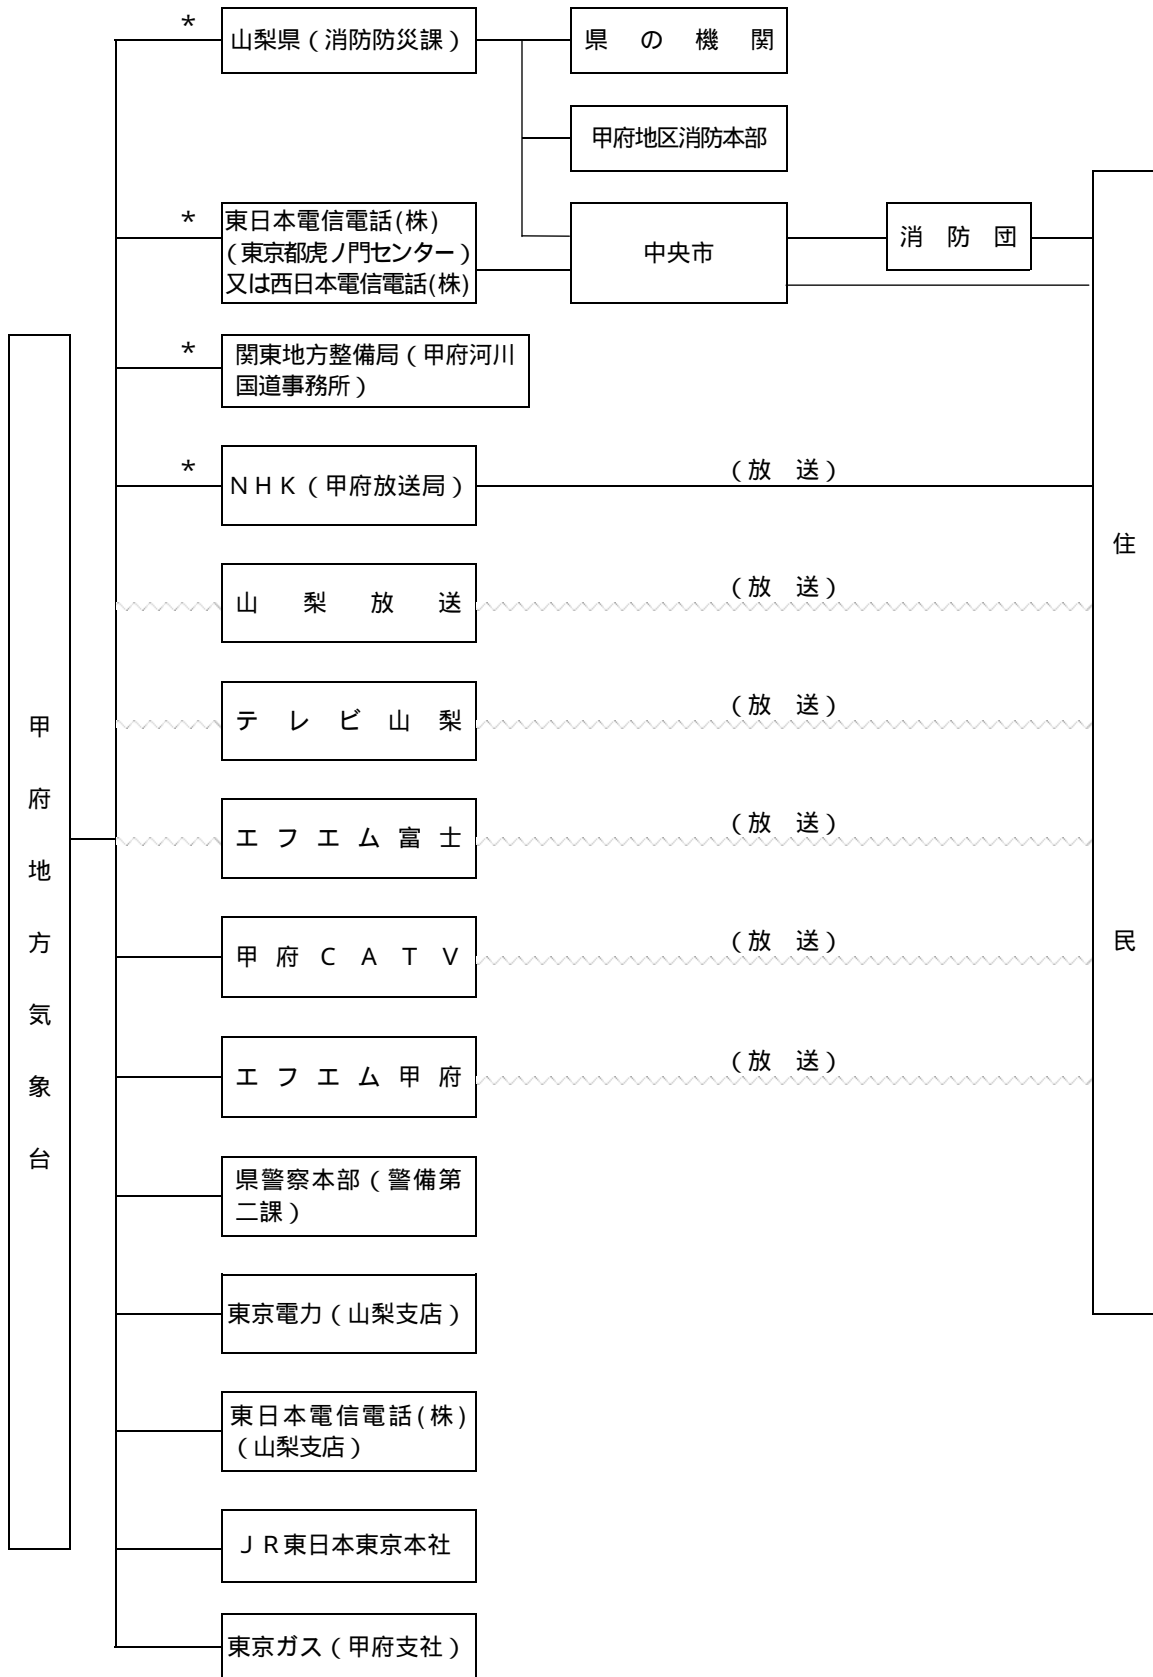 *
山梨県（消防防災課）
県の機関
甲府地区消防本部
*
東日本電信電話(株)
（東京都虎ノ門センター）
又は西日本電信電話(株)
中央市
消防団
*
関東地方整備局（甲府河川
国道事務所）
*
ＮＨＫ（甲府放送局）
（放　送）
山梨放送
（放　送）
テレビ山梨
（放　送）
エフエム富士
（放　送）
甲府ＣＡＴＶ
（放　送）
エフエム甲府
（放　送）
県警察本部（警備第
二課）
東京電力（山梨支店）
東日本電信電話(株)
（山梨支店）
ＪＲ東日本東京本社
東京ガス（甲府支社）
甲府地方気象台
住民